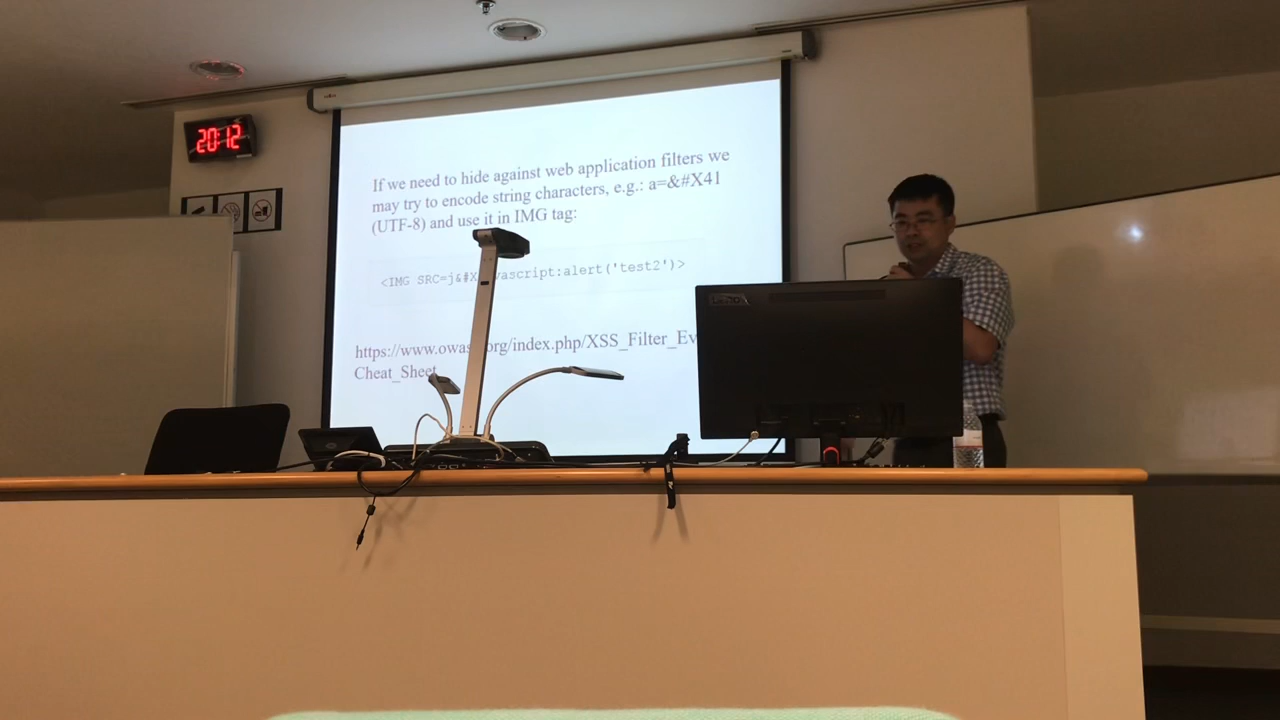 20:12
If we need to hide against web application filters we
may try to encode string characters, e.g.: a=&#X41
(UTF-8) and use it in IMG tag:
<IMG SRC=j&#X vascript:alert('test2')>
https://www.owas .org/index.php/XSS_Filter_Ev
Cheat_Sheet